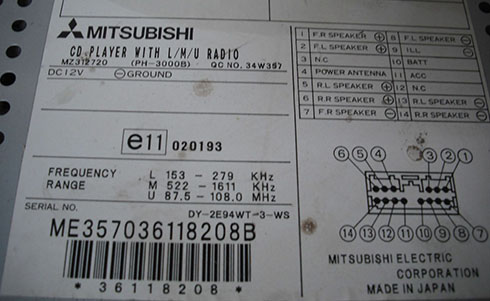 MITSUBISHI
CD PLAYER WITH L/M/U RADIO
MZ312720 (PH-3000B) QC NO. 34W357
DC12V ⊖GROUND
e11 020193
FREQUENCY RANGE
L 153 - 279 KHz
M 522 - 1611 KHz
U 87.5 - 108.0 MHz
SERIAL NO. DY-2E94WT-3-WS
ME357036118208B
*36118208*
1 F.R SPEAKER ⊕ 8 F.L SPEAKER ⊖
2 F.L SPEAKER ⊕ 9 ILL
3 N.C 10 BATT
4 POWER ANTENNA 11 ACC
5 R.L SPEAKER ⊕ 12 N.C
6 R.R SPEAKER ⊕ 13 R.L SPEAKER ⊖
7 F.R SPEAKER ⊖ 14 R.R SPEAKER ⊖
6 5 4 3 2 1
14 13 12 11 10 9 8 7
MITSUBISHI ELECTRIC
CORPORATION
MADE IN JAPAN